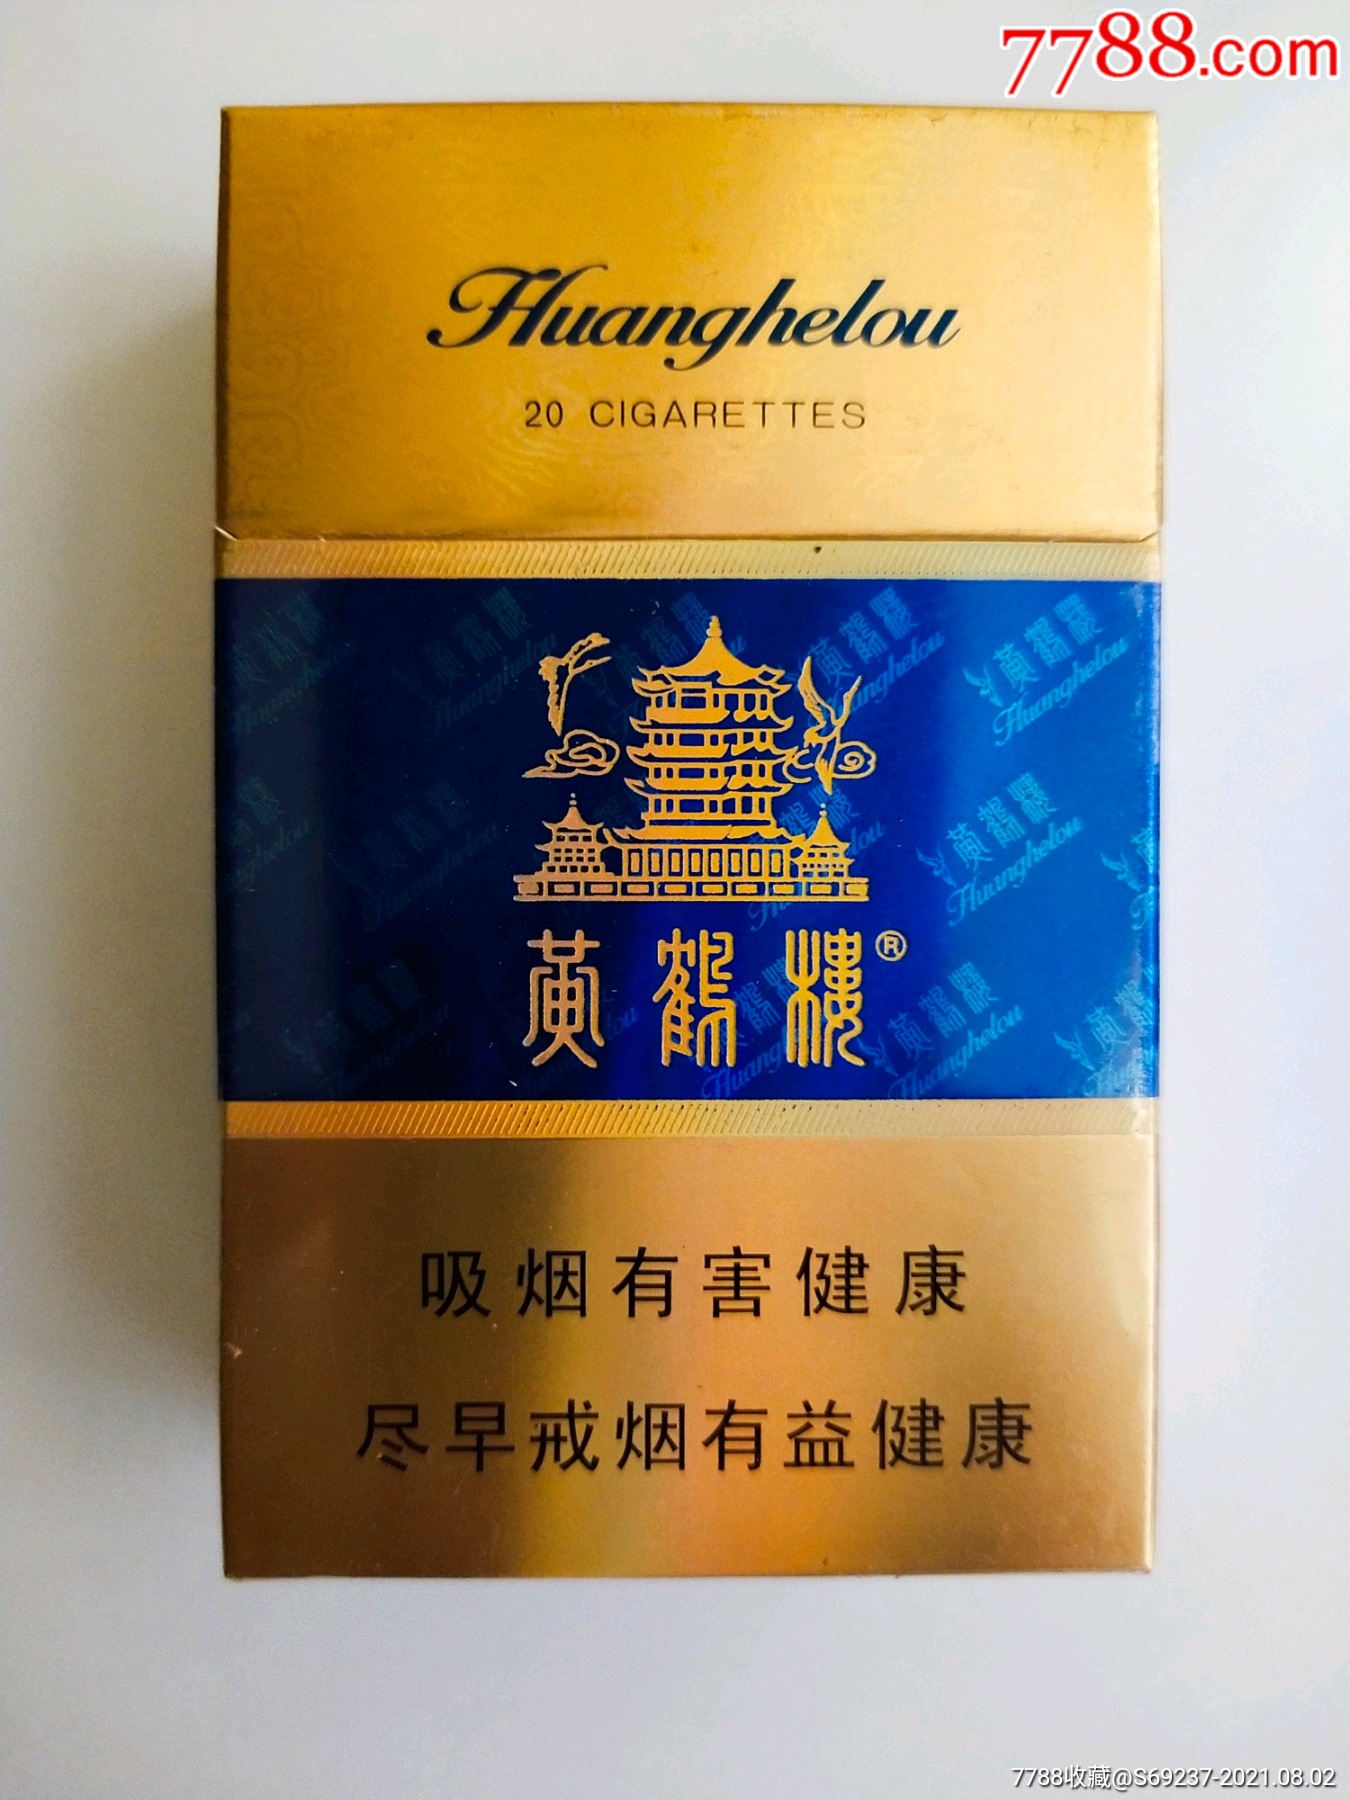 7788.com
Huanghelou
20 CIGARETTES
黄鹤楼®
吸烟有害健康
尽早戒烟有益健康
7788收藏@S69237-2021.08.02